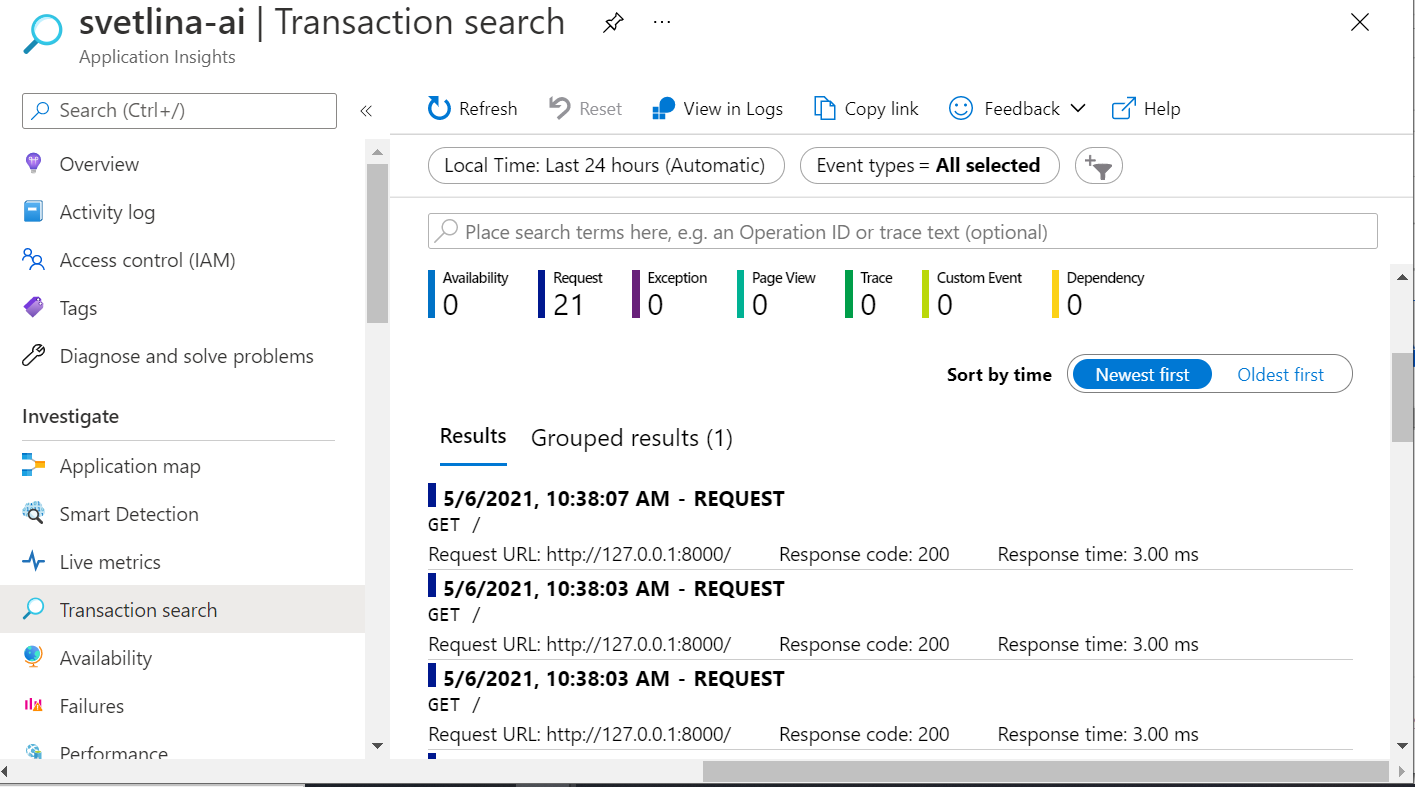 svetlina-ai | Transaction search ...
Application Insights
Search (Ctrl+/) «
Overview
Activity log
Access control (IAM)
Tags
Diagnose and solve problems
Investigate
Application map
Smart Detection
Live metrics
Transaction search
Availability
Failures
Performance
Refresh Reset View in Logs Copy link Feedback Help
Local Time: Last 24 hours (Automatic) Event types = All selected
Place search terms here, e.g. an Operation ID or trace text (optional)
Availability Request Exception Page View Trace Custom Event Dependency
0 21 0 0 0 0 0
Sort by time Newest first Oldest first
Results Grouped results (1)
5/6/2021, 10:38:07 AM - REQUEST
GET /
Request URL: http://127.0.0.1:8000/ Response code: 200 Response time: 3.00 ms
5/6/2021, 10:38:03 AM - REQUEST
GET /
Request URL: http://127.0.0.1:8000/ Response code: 200 Response time: 3.00 ms
5/6/2021, 10:38:03 AM - REQUEST
GET /
Request URL: http://127.0.0.1:8000/ Response code: 200 Response time: 3.00 ms